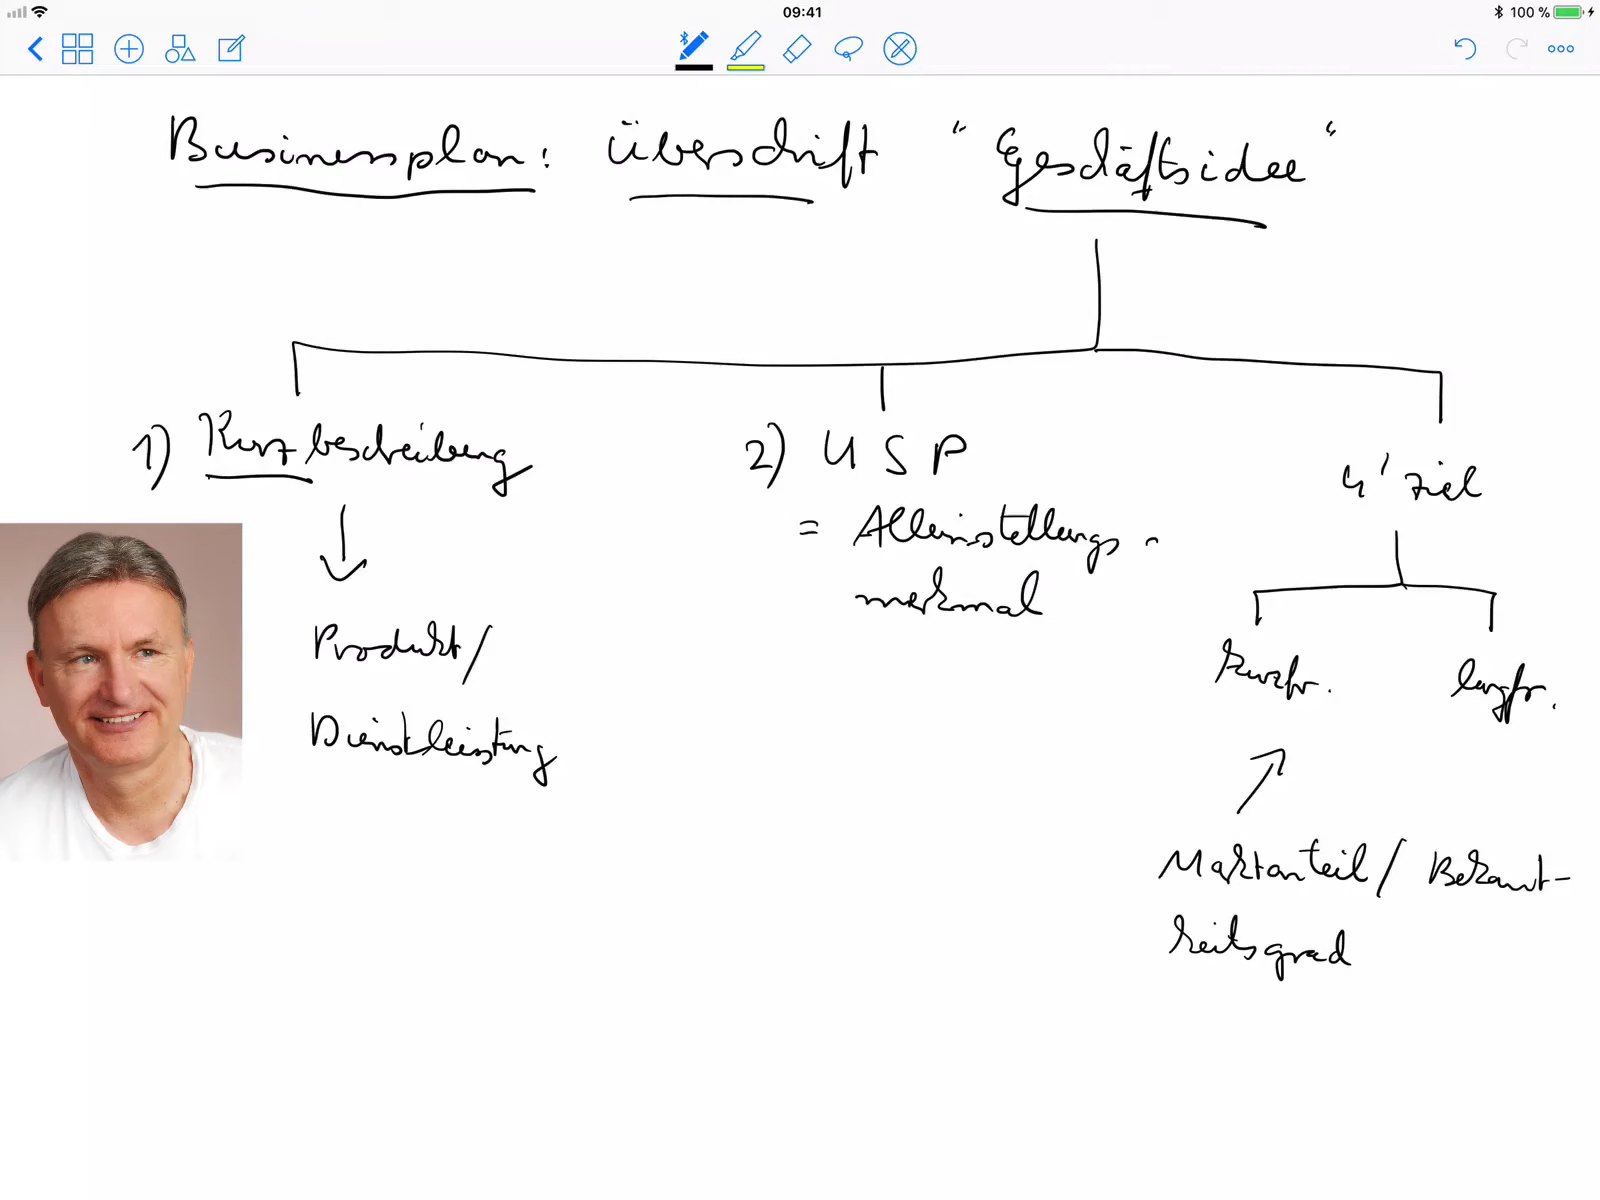 09:41
100 %
Businessplan: Überschrift "Geschäftsidee"
1) Kurzbeschreibung
Produkt/
Dienstleistung
2) USP
= Alleinstellungs-
merkmal
U'ziel
kurzfr.
langfr.
Marktanteil/Bekannt-
heitsgrad